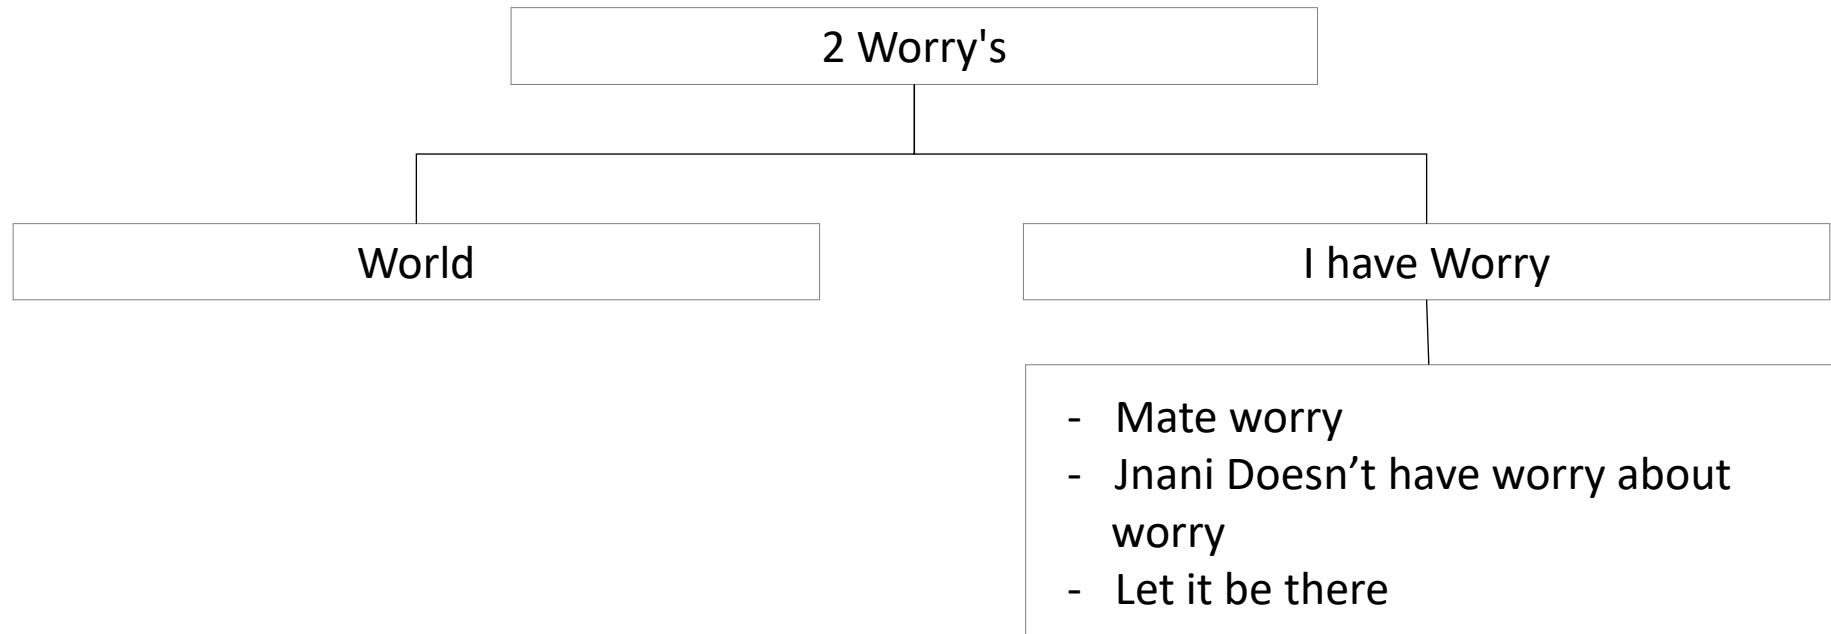 2 Worry's
World
I have Worry
- Mate worry
- Jnani Doesn’t have worry about
worry
- Let it be there